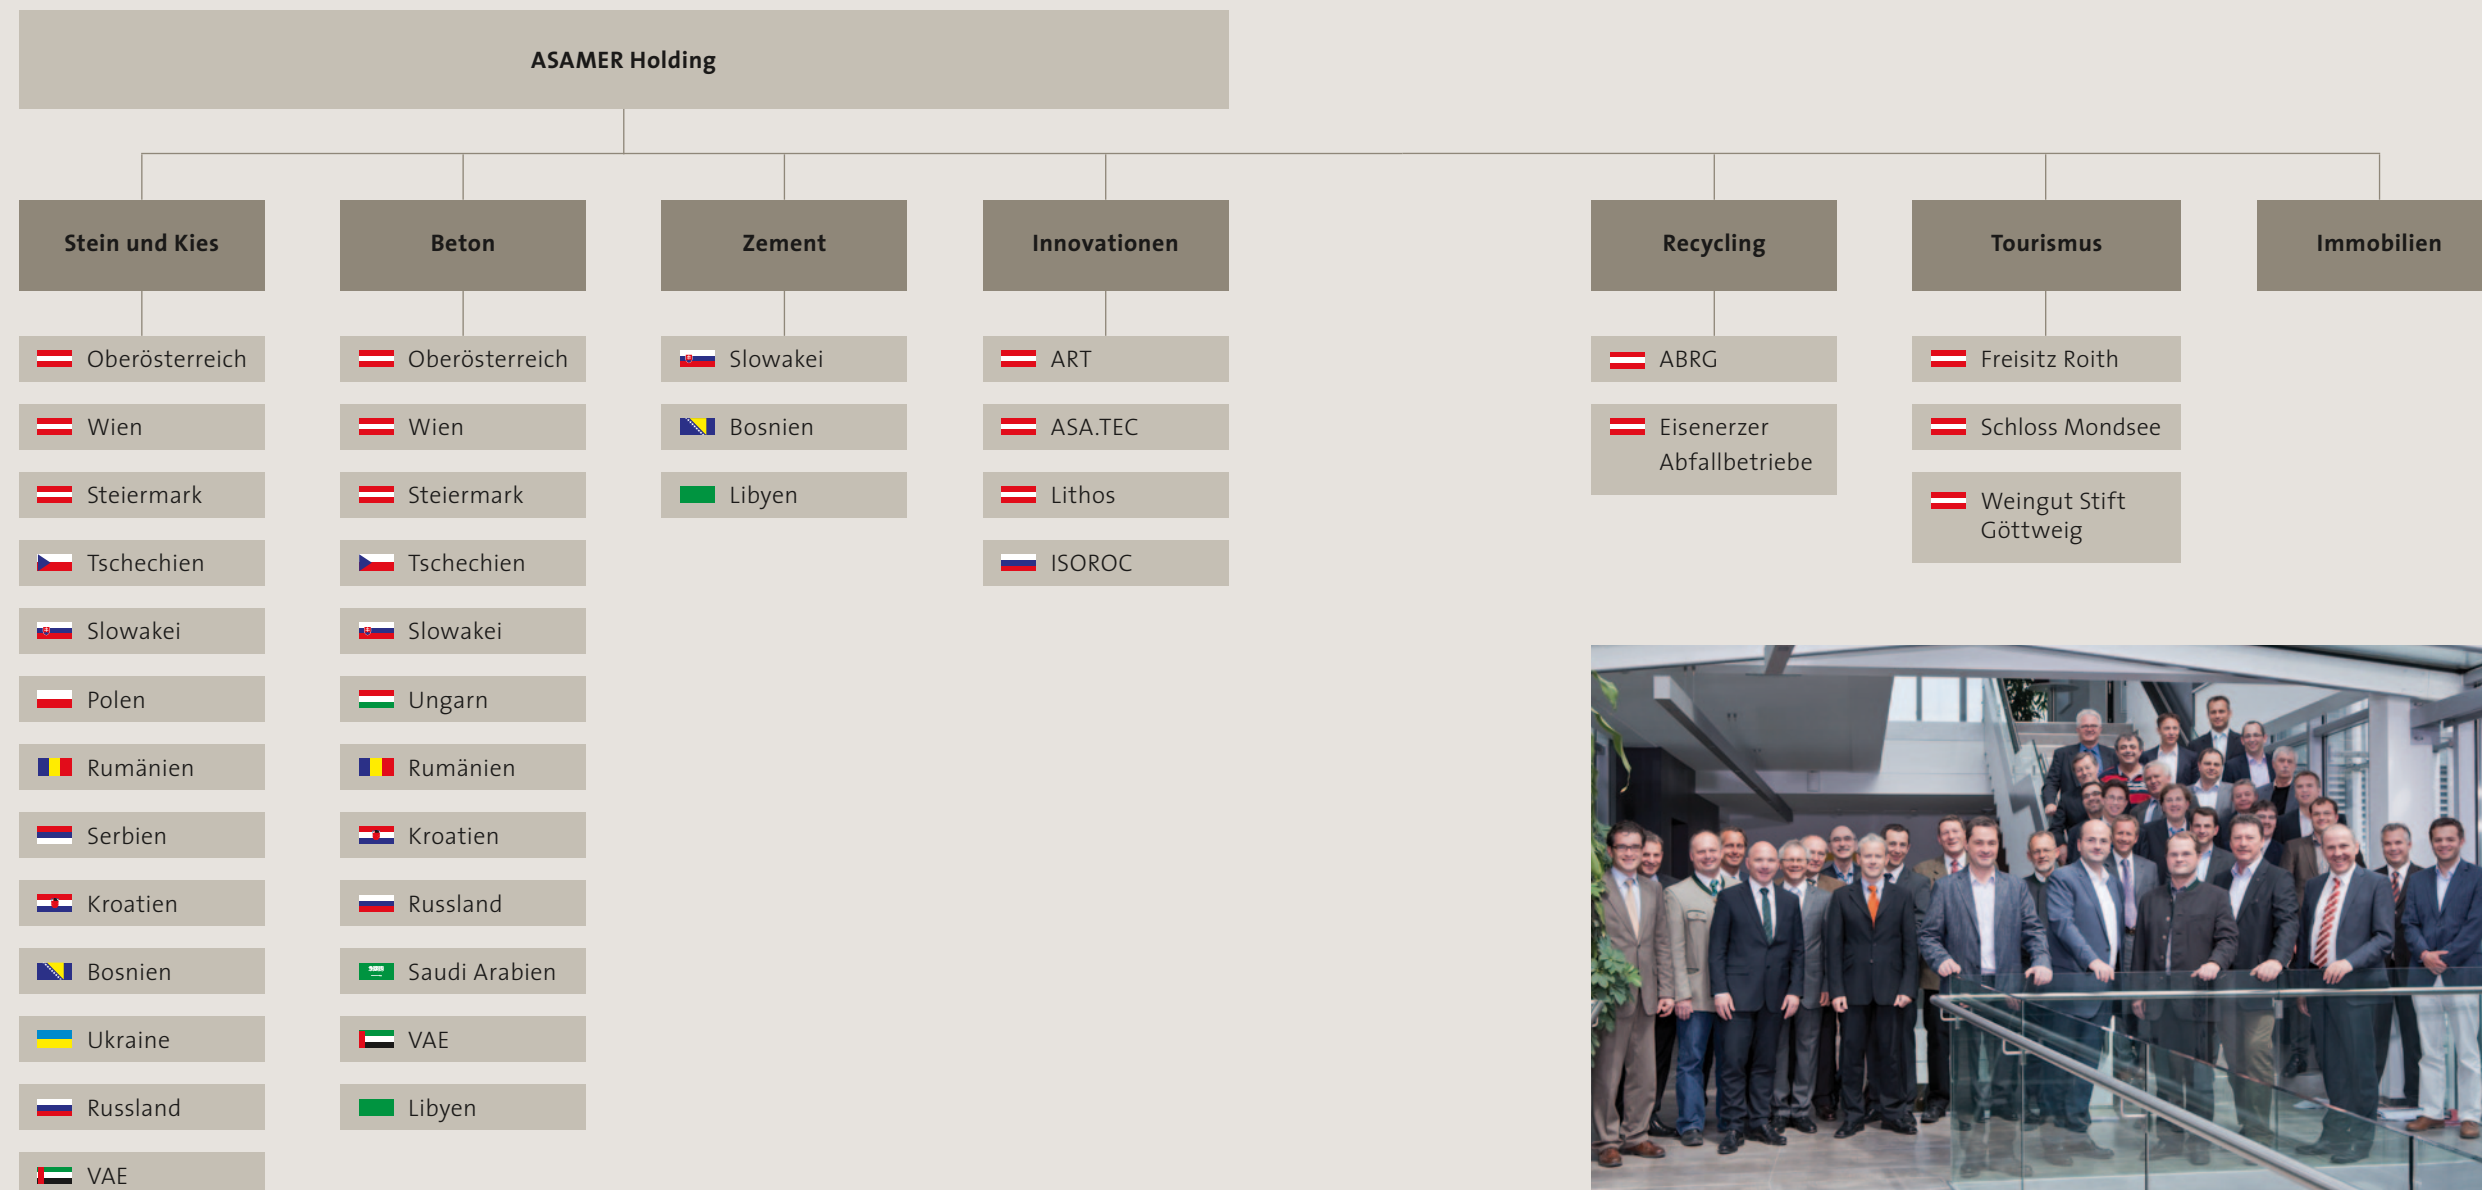 ASAMER Holding
Stein und Kies
Oberösterreich
Wien
Steiermark
Tschechien
Slowakei
Polen
Rumänien
Serbien
Kroatien
Bosnien
Ukraine
Russland
VAE
Beton
Oberösterreich
Wien
Steiermark
Tschechien
Slowakei
Ungarn
Rumänien
Kroatien
Russland
Saudi Arabien
VAE
Libyen
Zement
Slowakei
Bosnien
Libyen
Innovationen
ART
ASA.TEC
Lithos
ISOROC
Recycling
ABRG
Eisenerzer
Abfallbetriebe
Tourismus
Freisitz Roith
Schloss Mondsee
Weingut Stift
Göttweig
Immobilien